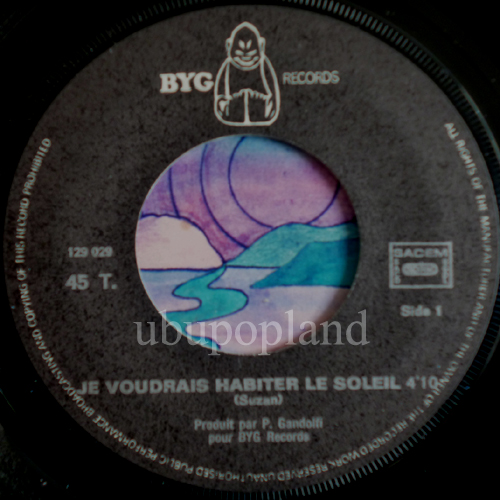 BYG RECORDS
129 029
45 T.
SACEM
Side 1
ubupopland
JE VOUDRAIS HABITER LE SOLEIL 4'10
(Suzan)
Produit par P. Gandolfi
pour BYG Records
ALL RIGHTS OF THE MANUFACTURER AND OF THE OWNER OF THE RECORDED WORK RESERVED UNAUTHORISED PUBLIC PERFORMANCE BROADCASTING AND COPYING OF THIS RECORD PROHIBITED